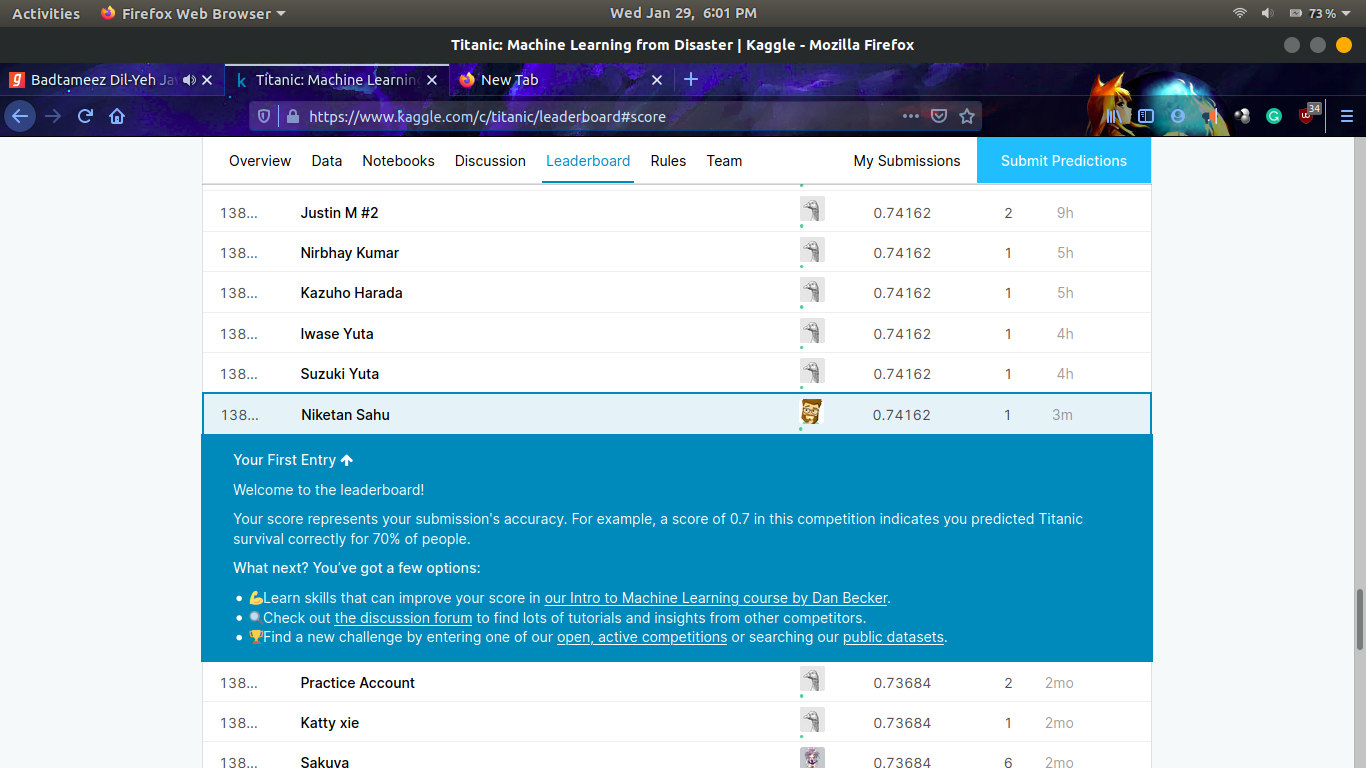 Activities Firefox Web Browser Wed Jan 29, 6:01 PM 73%
Titanic: Machine Learning from Disaster | Kaggle - Mozilla Firefox
Badtameez Dil-Yeh Ja Titanic: Machine Learnin New Tab
https://www.kaggle.com/c/titanic/leaderboard#score 34
Overview Data Notebooks Discussion Leaderboard Rules Team My Submissions Submit Predictions
138... Justin M #2 0.74162 2 9h
138... Nirbhay Kumar 0.74162 1 5h
138... Kazuho Harada 0.74162 1 5h
138... Iwase Yuta 0.74162 1 4h
138... Suzuki Yuta 0.74162 1 4h
138... Niketan Sahu 0.74162 1 3m
Your First Entry
Welcome to the leaderboard!
Your score represents your submission's accuracy. For example, a score of 0.7 in this competition indicates you predicted Titanic
survival correctly for 70% of people.
What next? You've got a few options:
• 💪Learn skills that can improve your score in our Intro to Machine Learning course by Dan Becker.
• 🔍Check out the discussion forum to find lots of tutorials and insights from other competitors.
• 🏆Find a new challenge by entering one of our open, active competitions or searching our public datasets.
138... Practice Account 0.73684 2 2mo
138... Katty xie 0.73684 1 2mo
138... Sakuya 0.73684 6 2mo